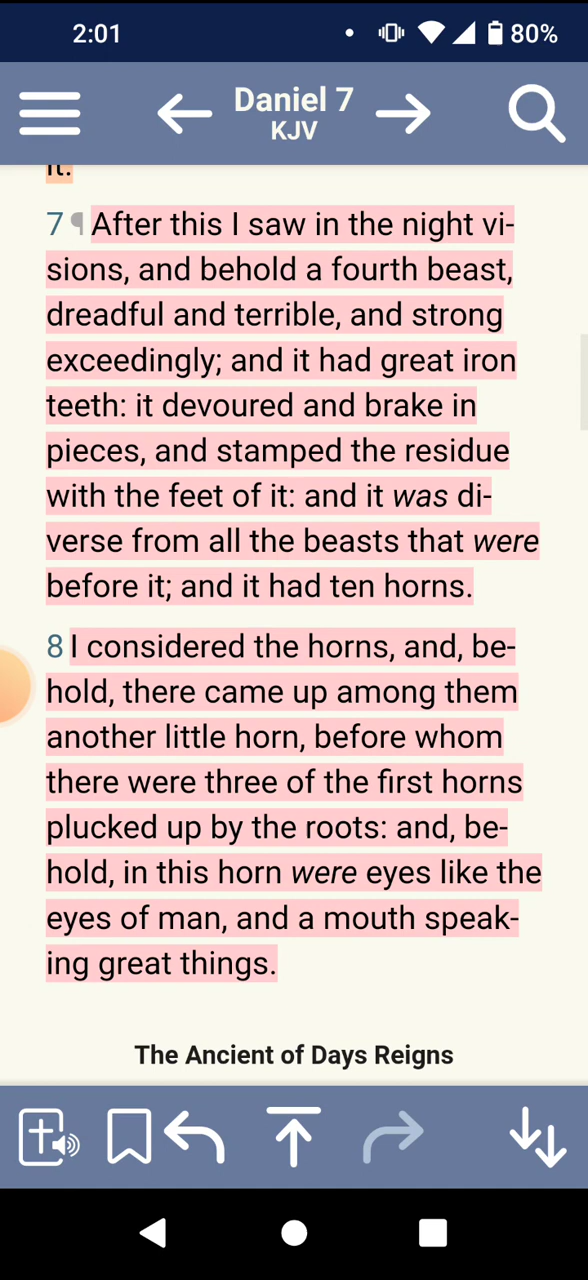 2:01
80%
Daniel 7
KJV
it.
7 ¶ After this I saw in the night vi-
sions, and behold a fourth beast,
dreadful and terrible, and strong
exceedingly; and it had great iron
teeth: it devoured and brake in
pieces, and stamped the residue
with the feet of it: and it was di-
verse from all the beasts that were
before it; and it had ten horns.
8 I considered the horns, and, be-
hold, there came up among them
another little horn, before whom
there were three of the first horns
plucked up by the roots: and, be-
hold, in this horn were eyes like the
eyes of man, and a mouth speak-
ing great things.
The Ancient of Days Reigns